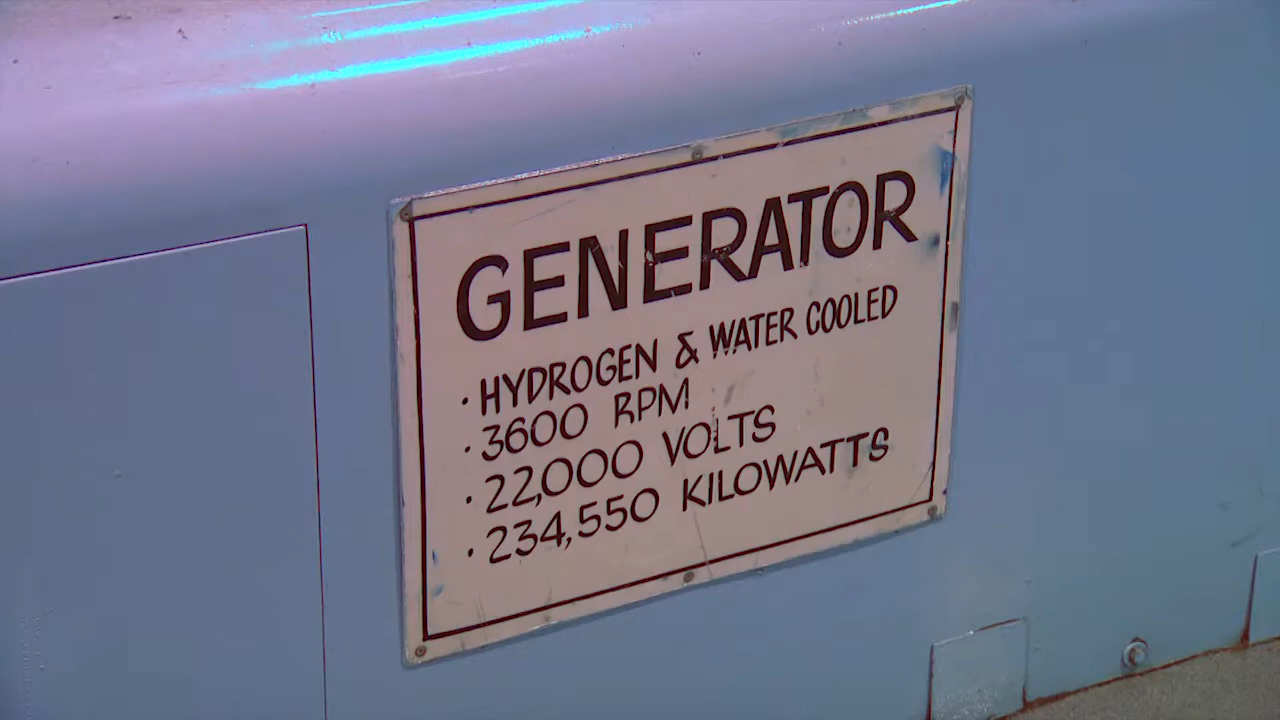 GENERATOR
· HYDROGEN & WATER COOLED
· 3600 RPM
· 22,000 VOLTS
· 234,550 KILOWATTS